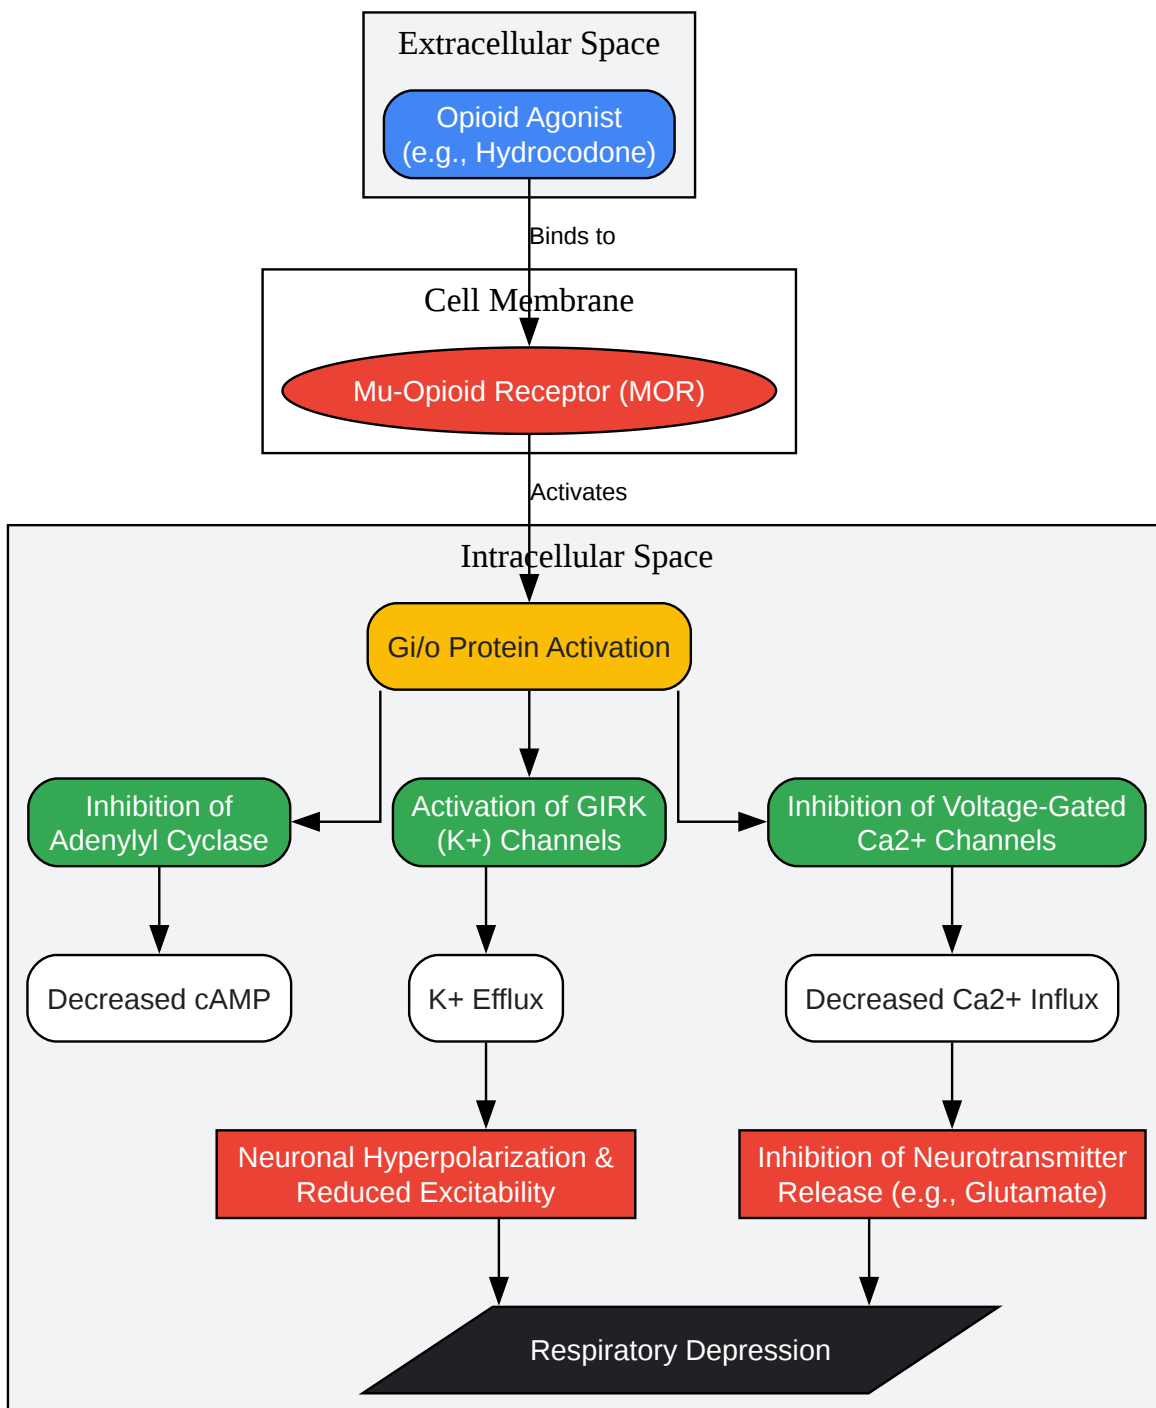 Extracellular Space
Opioid Agonist
(e.g., Hydrocodone)
Binds to
Cell Membrane
Mu-Opioid Receptor (MOR)
Activates
Intracellular Space
Gi/o Protein Activation
Inhibition of
Adenylyl Cyclase
Activation of GIRK
(K+) Channels
Inhibition of Voltage-Gated
Ca2+ Channels
Decreased cAMP
K+ Efflux
Decreased Ca2+ Influx
Neuronal Hyperpolarization &
Reduced Excitability
Inhibition of Neurotransmitter
Release (e.g., Glutamate)
Respiratory Depression